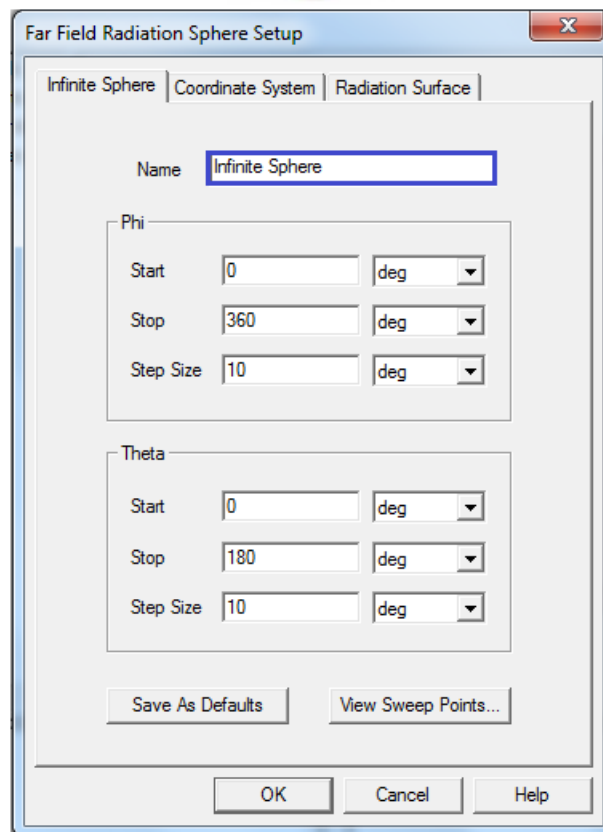 Far Field Radiation Sphere Setup
Infinite Sphere Coordinate System Radiation Surface
Name Infinite Sphere
Phi
Start 0 deg
Stop 360 deg
Step Size 10 deg
Theta
Start 0 deg
Stop 180 deg
Step Size 10 deg
Save As Defaults View Sweep Points...
OK Cancel Help